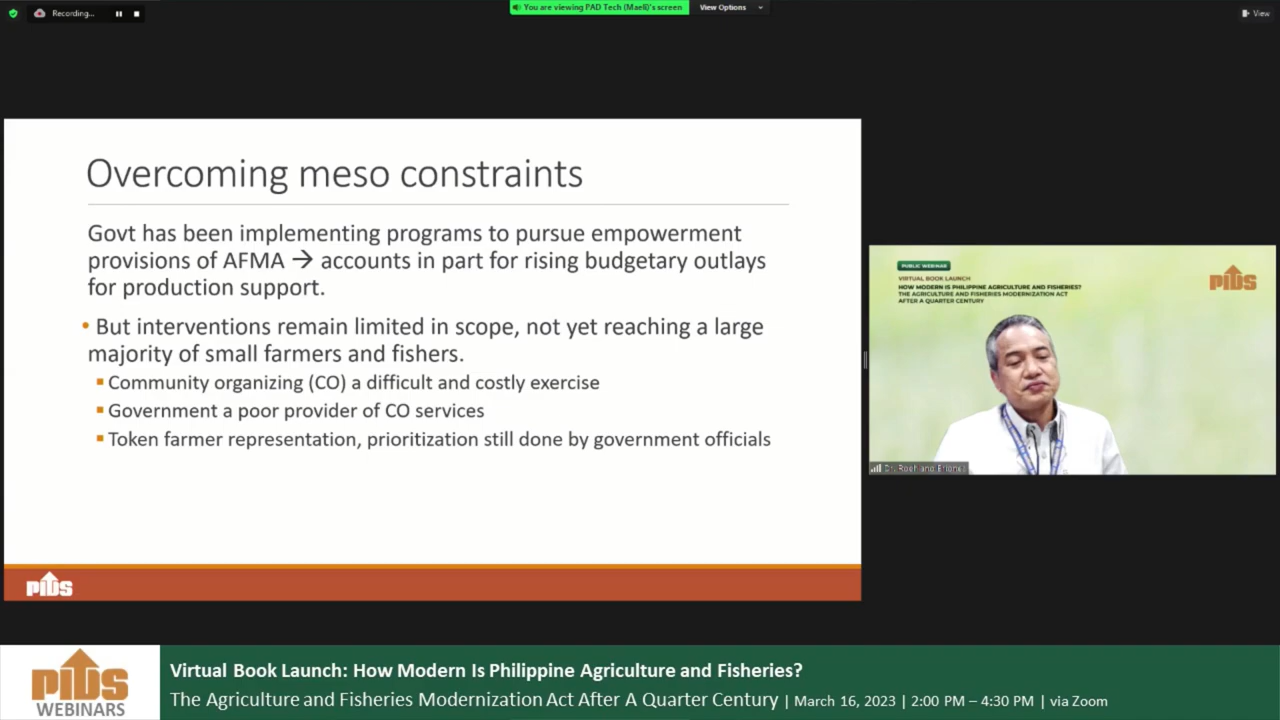 Recording...
You are viewing PAD Tech (Maeli)'s screen
View Options
View
Overcoming meso constraints
Govt has been implementing programs to pursue empowerment
provisions of AFMA → accounts in part for rising budgetary outlays
for production support.
• But interventions remain limited in scope, not yet reaching a large
majority of small farmers and fishers.
▪ Community organizing (CO) a difficult and costly exercise
▪ Government a poor provider of CO services
▪ Token farmer representation, prioritization still done by government officials
PIDS
PUBLIC WEBINAR
VIRTUAL BOOK LAUNCH
HOW MODERN IS PHILIPPINE AGRICULTURE AND FISHERIES?
THE AGRICULTURE AND FISHERIES MODERNIZATION ACT
AFTER A QUARTER CENTURY
PIDS
Dr. Roehlano Briones
PIDS
WEBINARS
Virtual Book Launch: How Modern Is Philippine Agriculture and Fisheries?
The Agriculture and Fisheries Modernization Act After A Quarter Century | March 16, 2023 | 2:00 PM – 4:30 PM | via Zoom